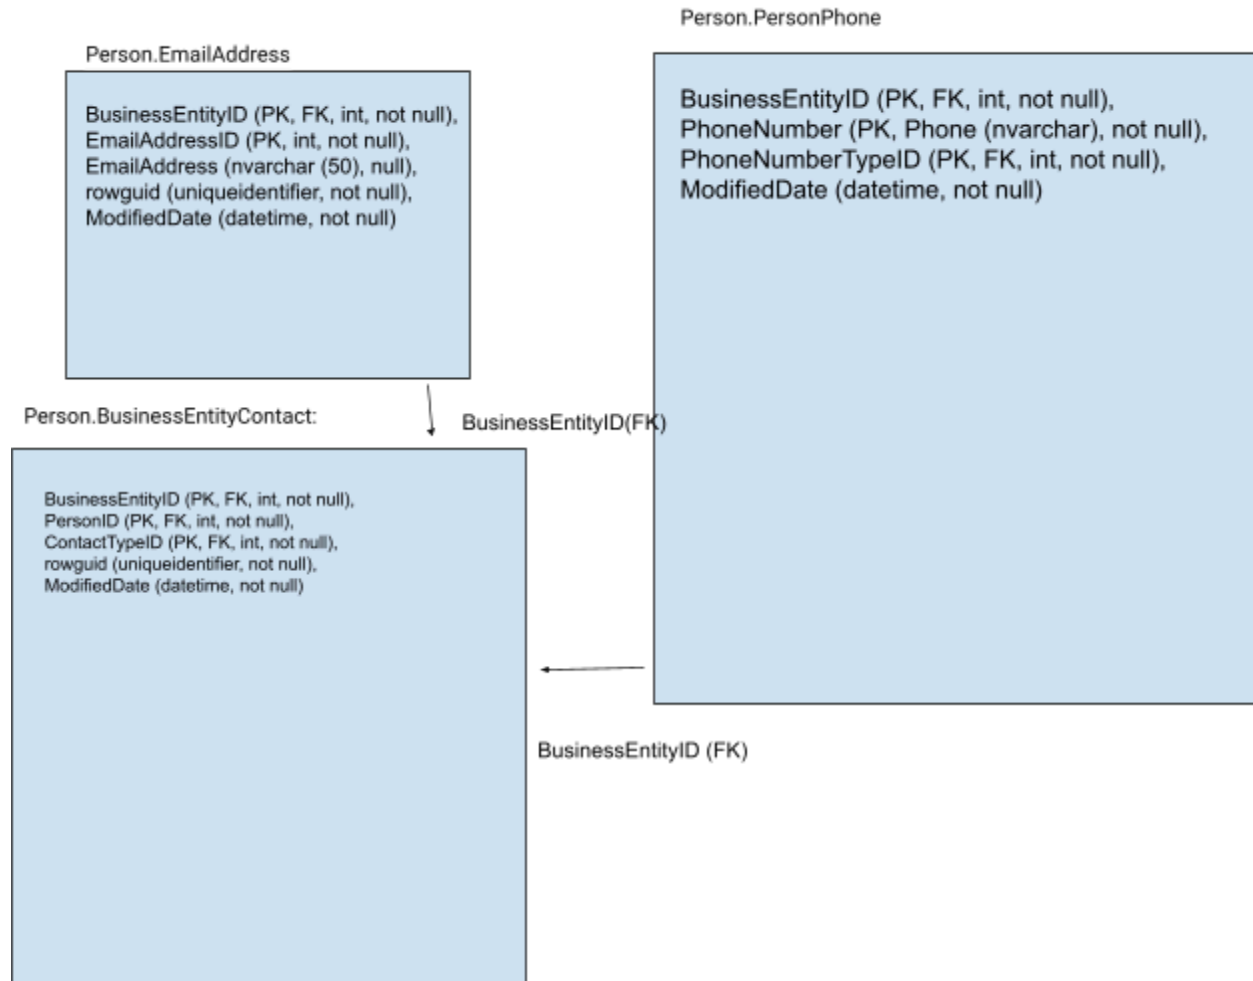 Person.EmailAddress
BusinessEntityID (PK, FK, int, not null),
EmailAddressID (PK, int, not null),
EmailAddress (nvarchar (50), null),
rowguid (uniqueidentifier, not null),
ModifiedDate (datetime, not null)
Person.PersonPhone
BusinessEntityID (PK, FK, int, not null),
PhoneNumber (PK, Phone (nvarchar), not null),
PhoneNumberTypeID (PK, FK, int, not null),
ModifiedDate (datetime, not null)
BusinessEntityID(FK)
Person.BusinessEntityContact:
BusinessEntityID (PK, FK, int, not null),
PersonID (PK, FK, int, not null),
ContactTypeID (PK, FK, int, not null),
rowguid (uniqueidentifier, not null),
ModifiedDate (datetime, not null)
BusinessEntityID (FK)